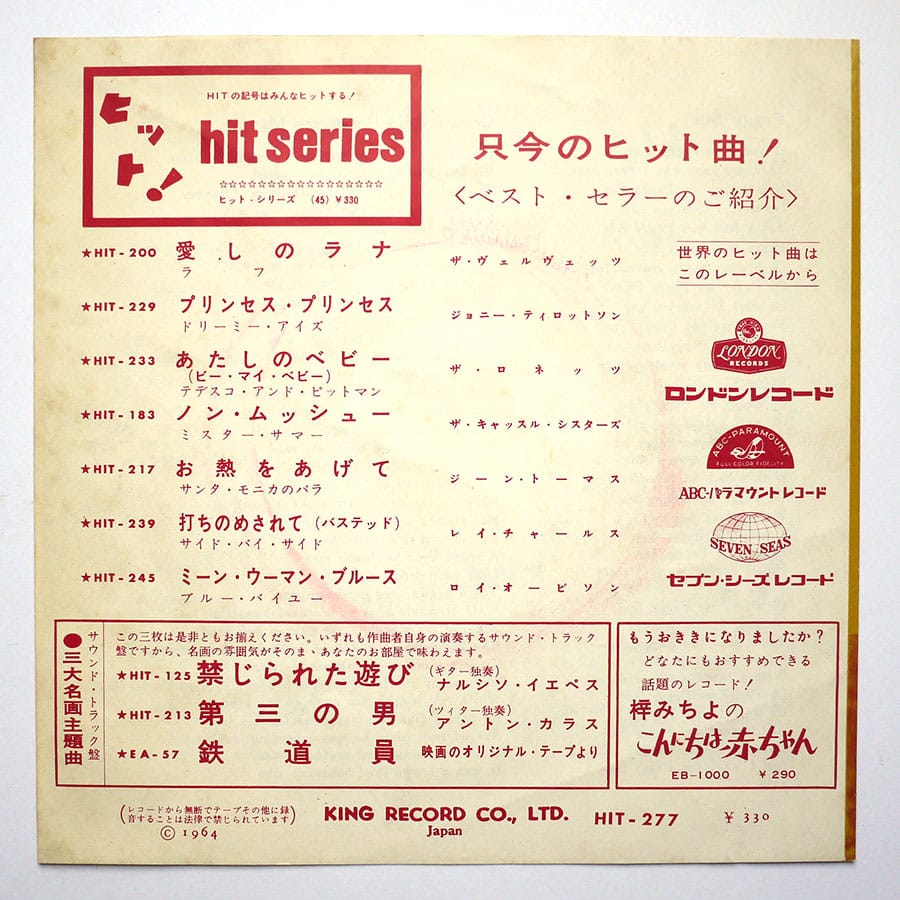 ヒット!
HITの記号はみんなヒットする!
hit series
☆☆☆☆☆☆☆☆☆☆☆☆☆☆☆☆☆
ヒット・シリーズ (45) ¥330
只今のヒット曲!
〈ベスト・セラーのご紹介〉
世界のヒット曲は
このレーベルから
★HIT-200 愛しのラナ ザ・ヴェルヴェッツ
ラフ
★HIT-229 プリンセス・プリンセス ジョニー・ティロットソン
ドリーミー・アイズ
★HIT-233 あたしのベビー ザ・ロネッツ
(ビー・マイ・ベビー)
テデスコ・アンド・ピットマン
★HIT-183 ノン・ムッシュー ザ・キャッスル・シスターズ
ミスター・サマー
★HIT-217 お熱をあげて ジーン・トーマス
サンタ・モニカのバラ
★HIT-239 打ちのめされて (バステッド) レイ・チャールス
サイド・バイ・サイド
★HIT-245 ミーン・ウーマン・ブルース ロイ・オービソン
ブルー・バイユー
LONDON
RECORDS
ロンドンレコード
ABC-PARAMOUNT
FULL COLOR FIDELITY
ABC-パラマウントレコード
SEVEN SEAS
セブン・シーズレコード
サウンド・トラック盤
●三大名画主題曲
この三枚は是非ともお揃えください。いずれも作曲者自身の演奏するサウンド・トラック
盤ですから、名画の雰囲気がそのまゝあなたのお部屋で味わえます。
★HIT-125 禁じられた遊び (ギター独奏) ナルシソ・イエペス
★HIT-213 第三の男 (ツィター独奏) アントン・カラス
★EA-57 鉄道員 映画のオリジナル・テープより
もうおききになりましたか?
どなたにもおすすめできる
話題のレコード!
梓みちよの
こんにちは赤ちゃん
EB-1000 ¥290
(レコードから無断でテープその他に録
音することは法律で禁じられています)
Ⓒ 1964
KING RECORD CO., LTD.
Japan
HIT-277 ¥330